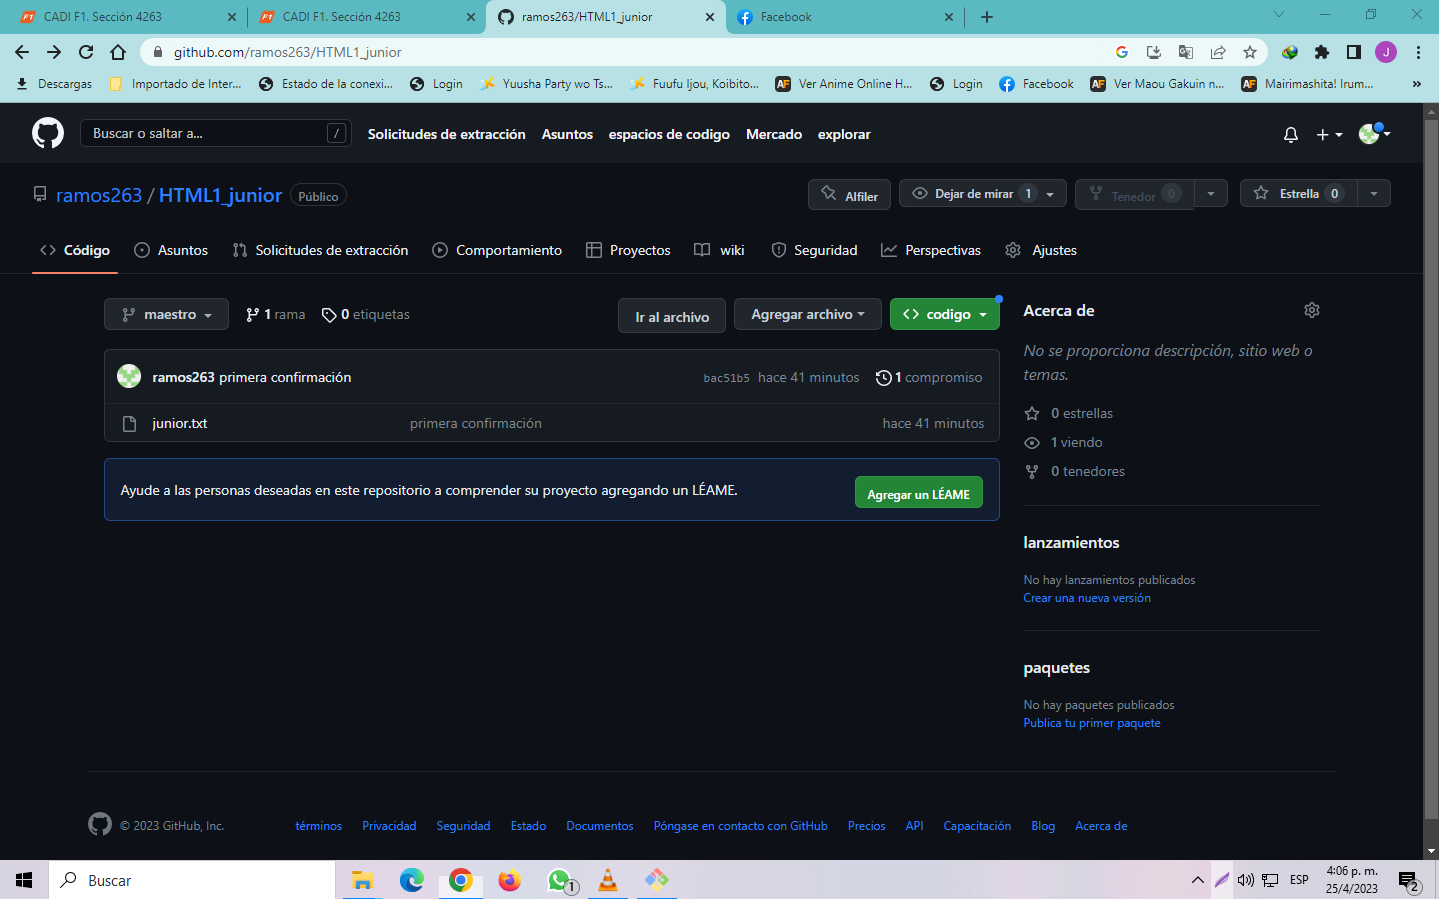 CADI F1. Sección 4263
CADI F1. Sección 4263
ramos263/HTML1_junior
Facebook
github.com/ramos263/HTML1_junior
J
Descargas
Importado de Inter...
Estado de la conexi...
Login
Yuusha Party wo Ts...
Fuufu Ijou, Koibito...
AF Ver Anime Online H...
Login
Facebook
AF Ver Maou Gakuin n...
AF Mairimashita! Irum...
»
Buscar o saltar a... /
Solicitudes de extracción
Asuntos
espacios de codigo
Mercado
explorar
ramos263 / HTML1_junior Público
Alfiler
Dejar de mirar 1
Tenedor 0
Estrella 0
Código
Asuntos
Solicitudes de extracción
Comportamiento
Proyectos
wiki
Seguridad
Perspectivas
Ajustes
maestro
1 rama
0 etiquetas
Ir al archivo
Agregar archivo
codigo
ramos263 primera confirmación
bac51b5 hace 41 minutos
1 compromiso
junior.txt
primera confirmación
hace 41 minutos
Ayude a las personas deseadas en este repositorio a comprender su proyecto agregando un LÉAME.
Agregar un LÉAME
Acerca de
No se proporciona descripción, sitio web o
temas.
0 estrellas
1 viendo
0 tenedores
lanzamientos
No hay lanzamientos publicados
Crear una nueva versión
paquetes
No hay paquetes publicados
Publica tu primer paquete
© 2023 GitHub, Inc.
términos
Privacidad
Seguridad
Estado
Documentos
Póngase en contacto con GitHub
Precios
API
Capacitación
Blog
Acerca de
Buscar
1
ESP
4:06 p. m.
25/4/2023
2